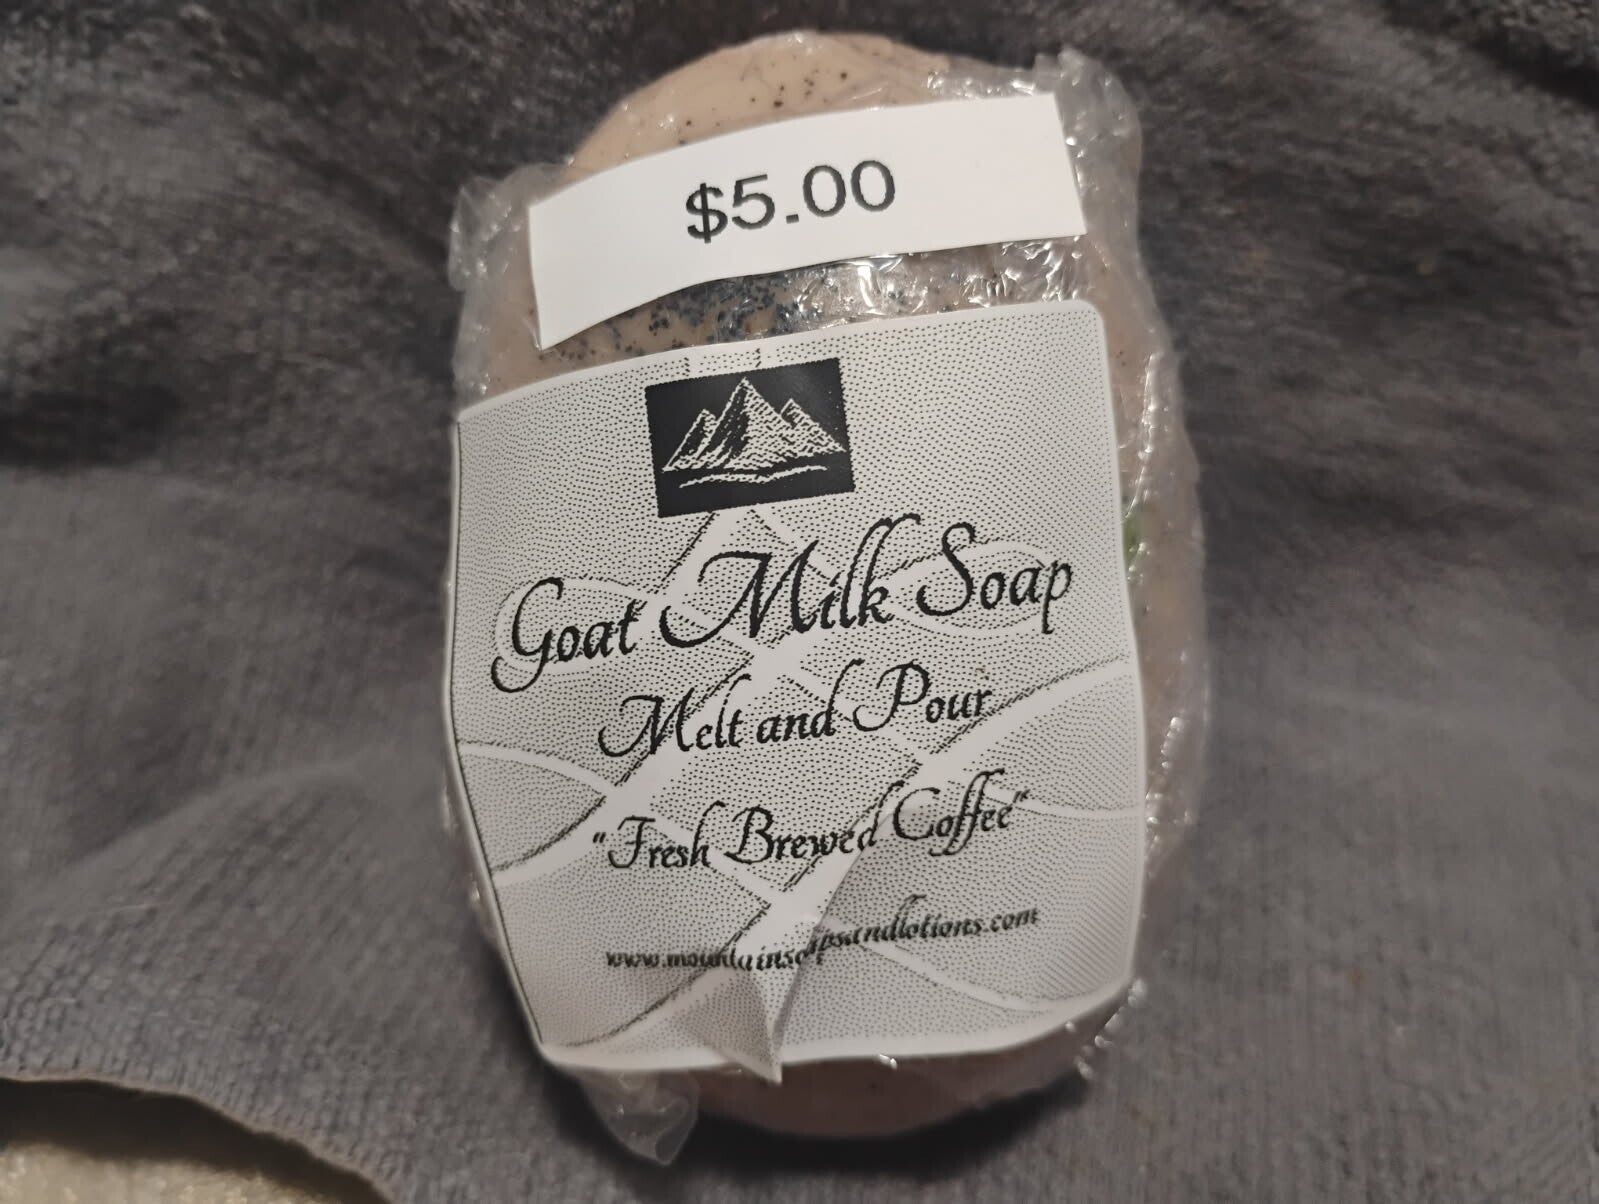 $5.00
Goat Milk Soap
Melt and Pour
"Fresh Brewed Coffee"
www.mountainsoapsandlotions.com